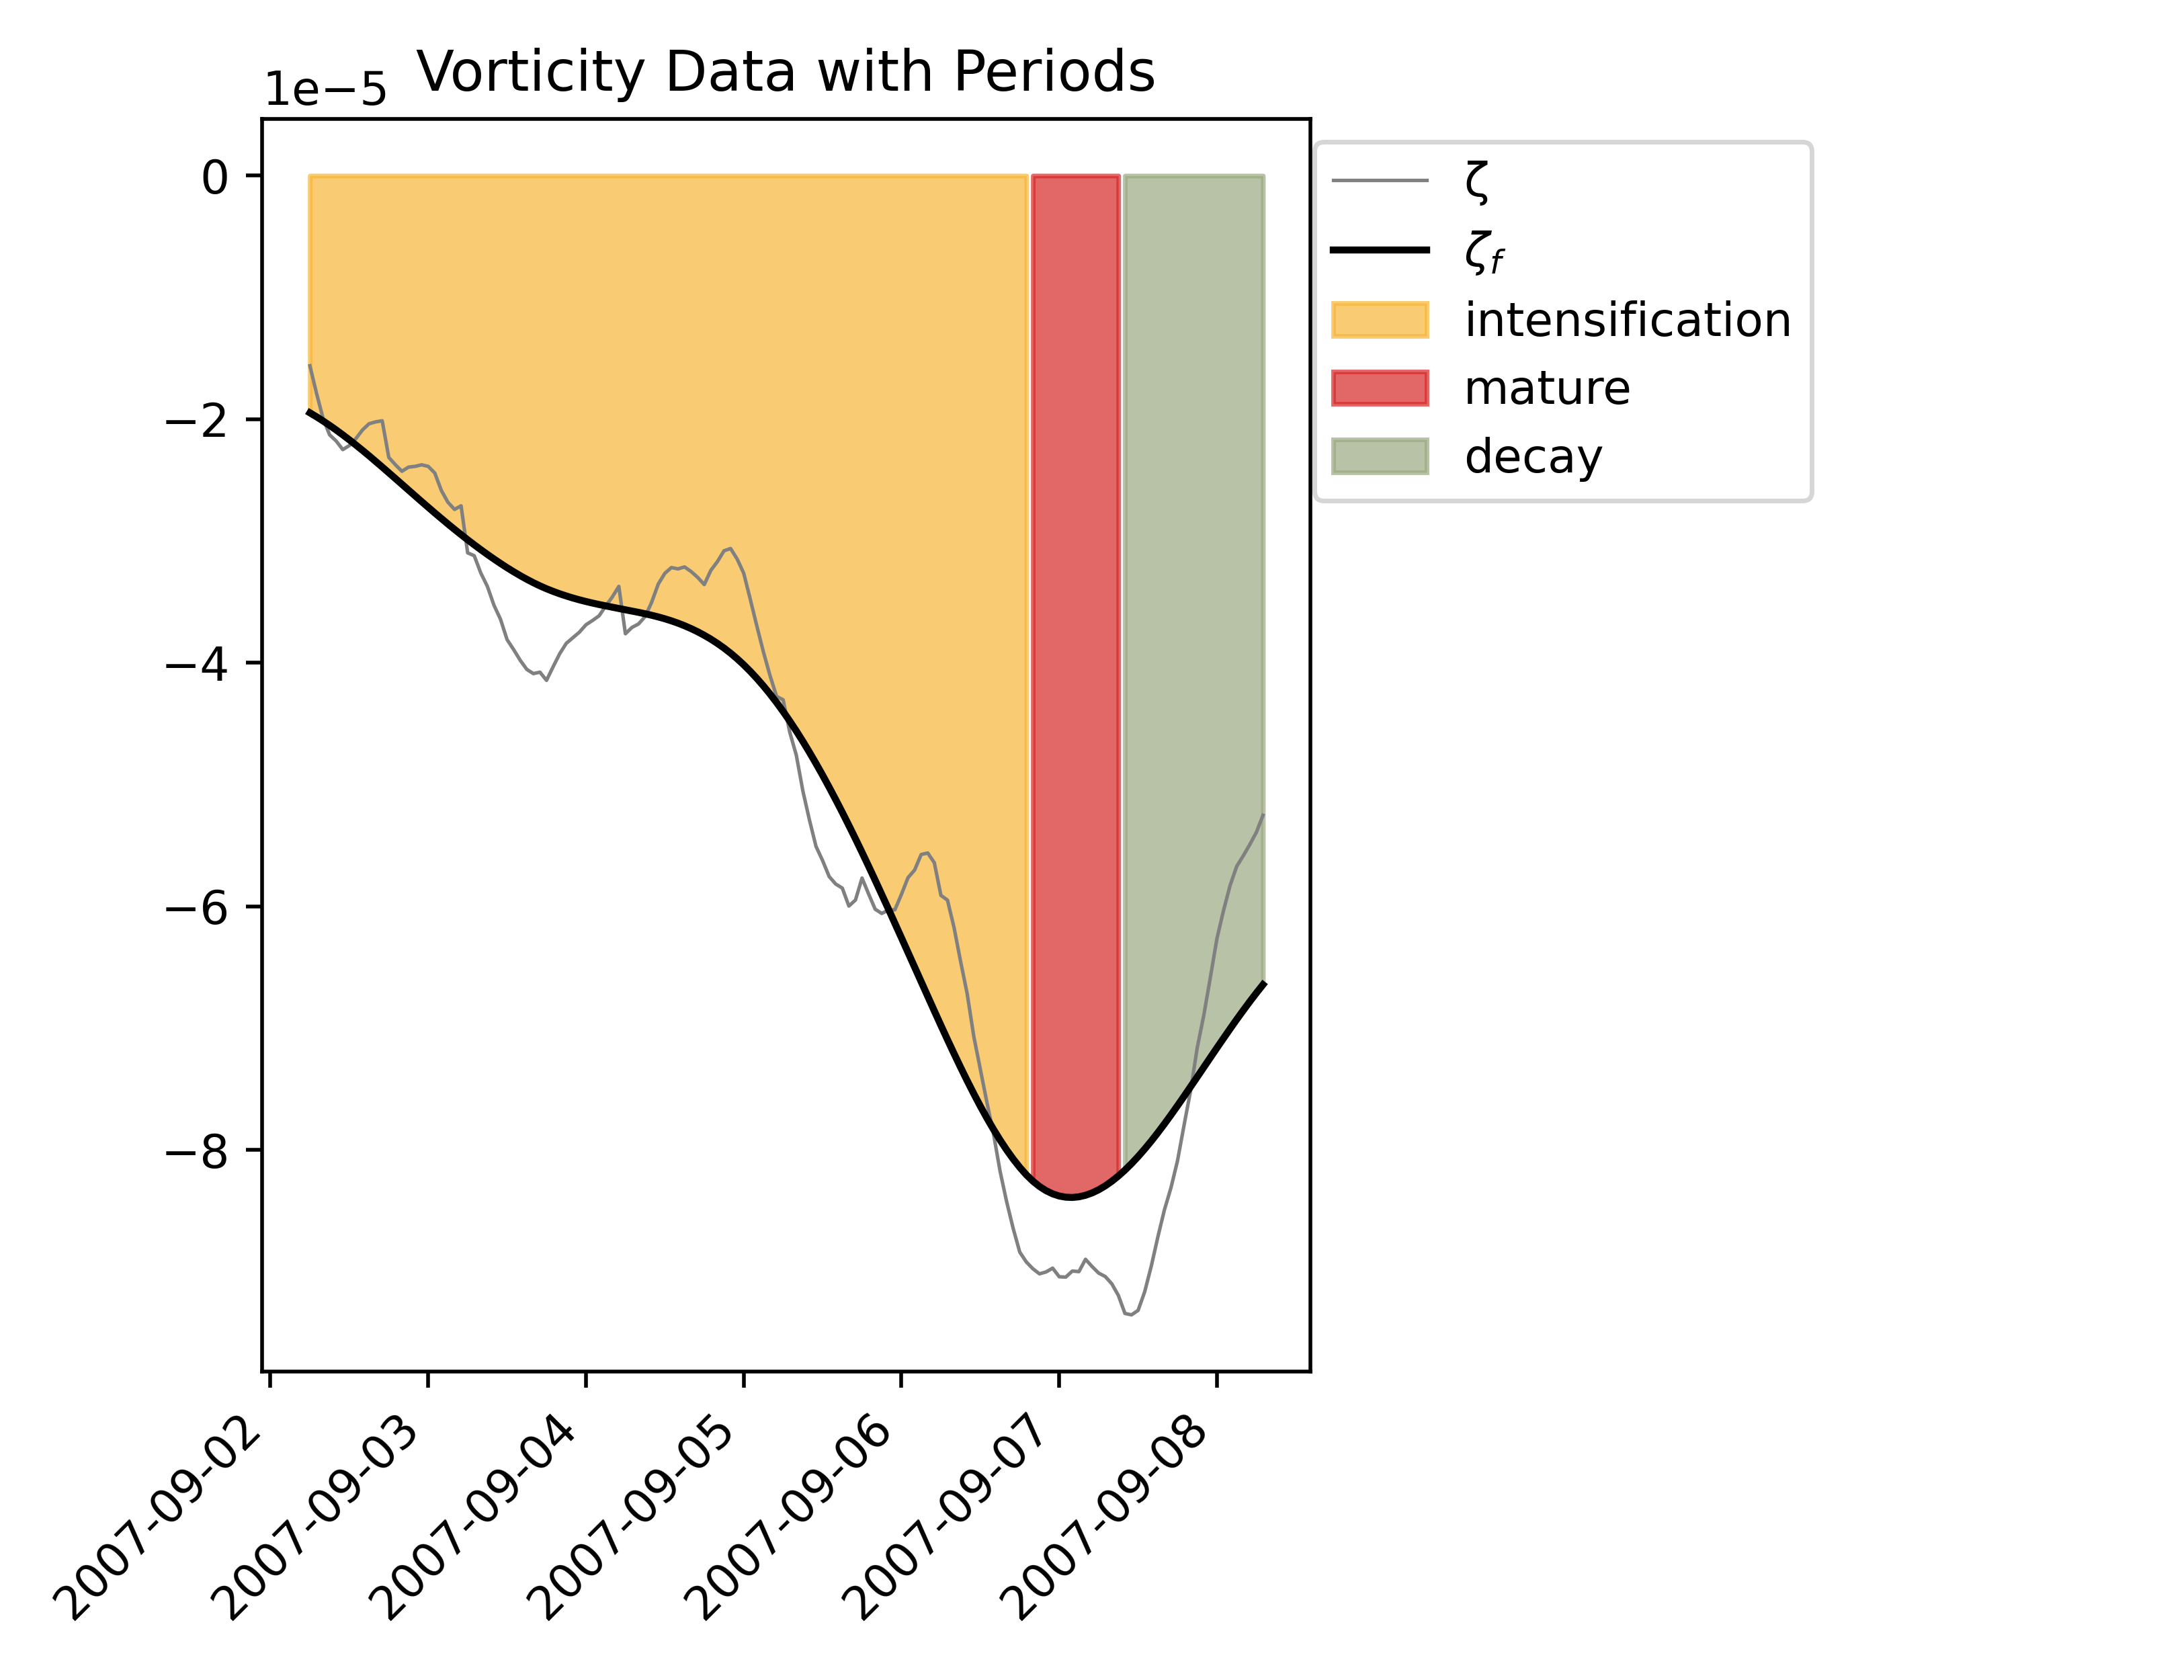 Vorticity Data with Periods
1e−5
0
−2
−4
−6
−8
2007-09-02
2007-09-03
2007-09-04
2007-09-05
2007-09-06
2007-09-07
2007-09-08
ζ
ζf
intensification
mature
decay